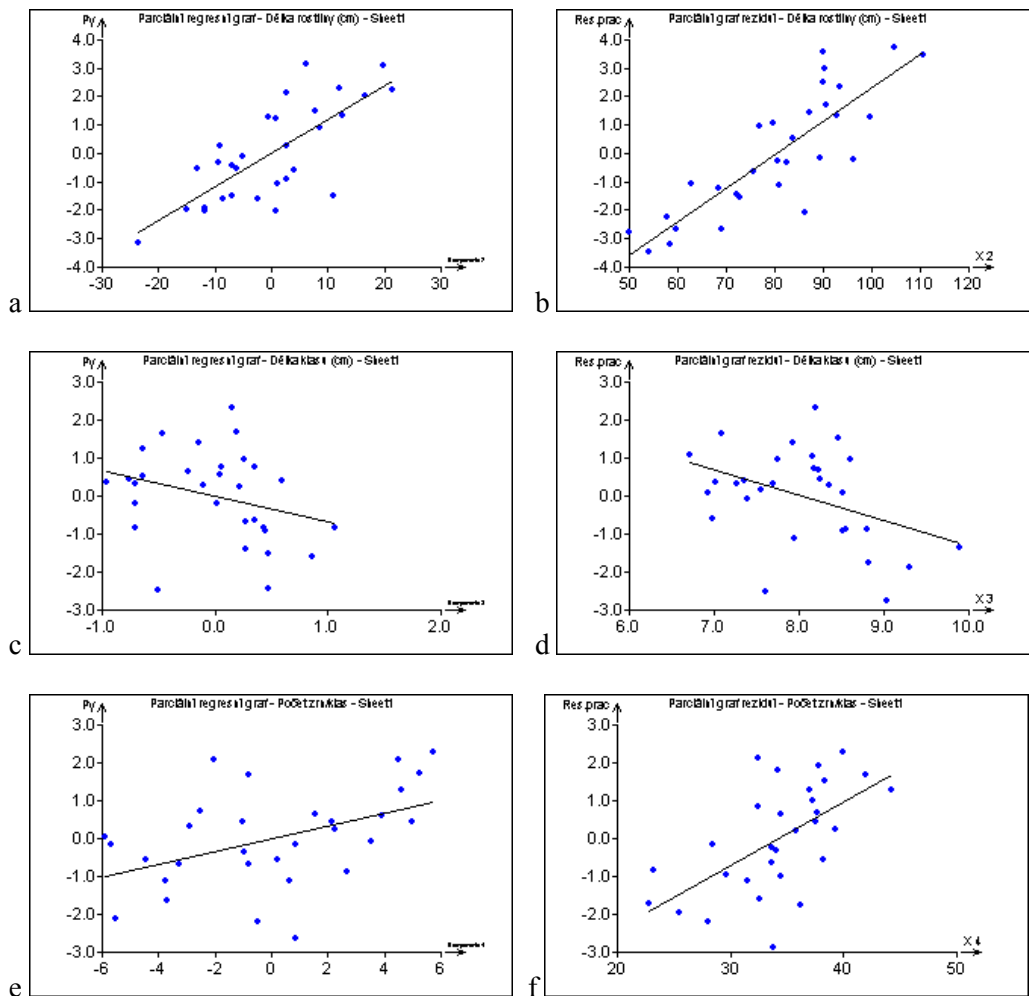 Py Parciální regresní graf - Délka rostliny (cm) - Sheet1
4.0
3.0
2.0
1.0
0.0
-1.0
-2.0
-3.0
-4.0
-30 -20 -10 0 10 20 30
a
Res.prac Parciální graf reziduí - Délka rostliny (cm) - Sheet1
4.0
3.0
2.0
1.0
0.0
-1.0
-2.0
-3.0
-4.0
X2
50 60 70 80 90 100 110 120
b
Py Parciální regresní graf - Délka klasu (cm) - Sheet1
3.0
2.0
1.0
0.0
-1.0
-2.0
-3.0
-1.0 0.0 1.0 2.0
c
Res.prac Parciální graf reziduí - Délka klasu (cm) - Sheet1
3.0
2.0
1.0
0.0
-1.0
-2.0
-3.0
X3
6.0 7.0 8.0 9.0 10.0
d
Py Parciální regresní graf - Počet zrn/klas - Sheet1
3.0
2.0
1.0
0.0
-1.0
-2.0
-3.0
-6 -4 -2 0 2 4 6
e
Res.prac Parciální graf reziduí - Počet zrn/klas - Sheet1
3.0
2.0
1.0
0.0
-1.0
-2.0
-3.0
X4
20 30 40 50
f